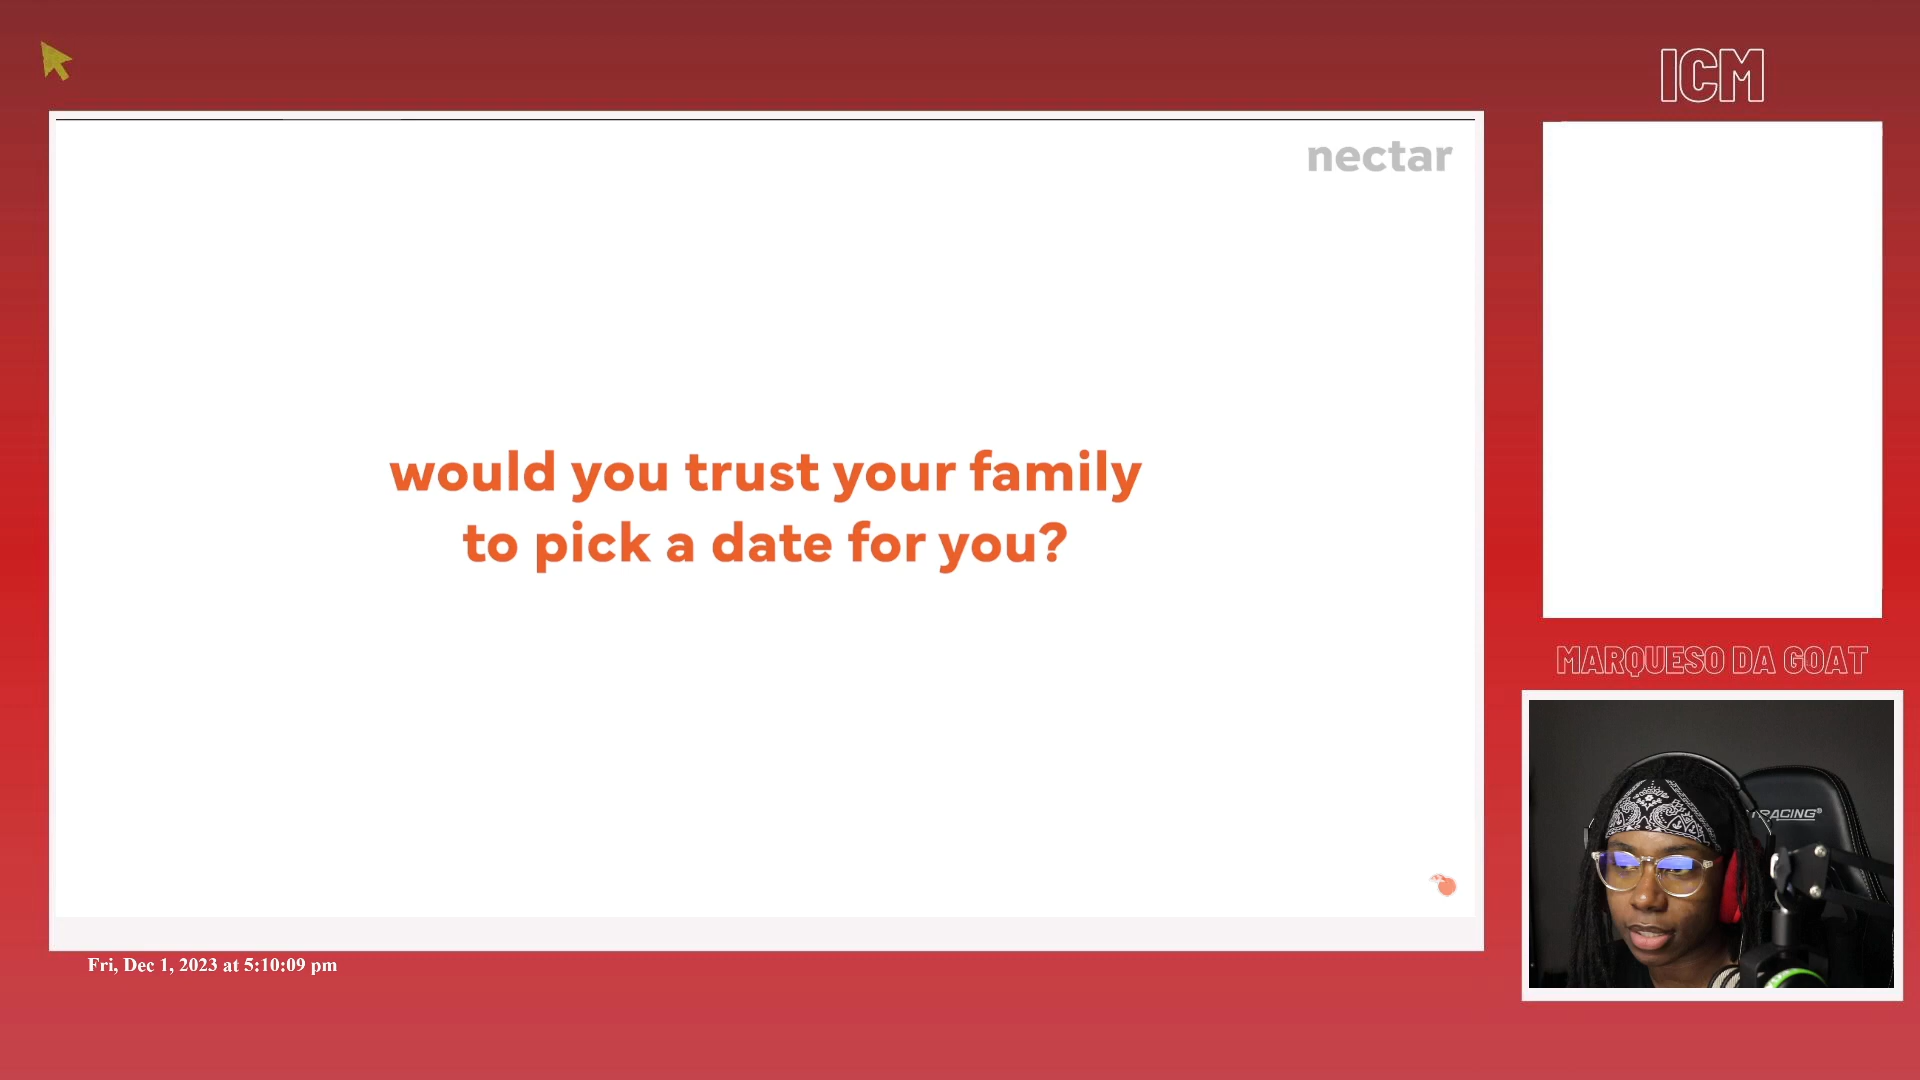 ICM
nectar
would you trust your family
to pick a date for you?
MARQUESO DA GOAT
RACING®
Fri, Dec 1, 2023 at 5:10:09 pm